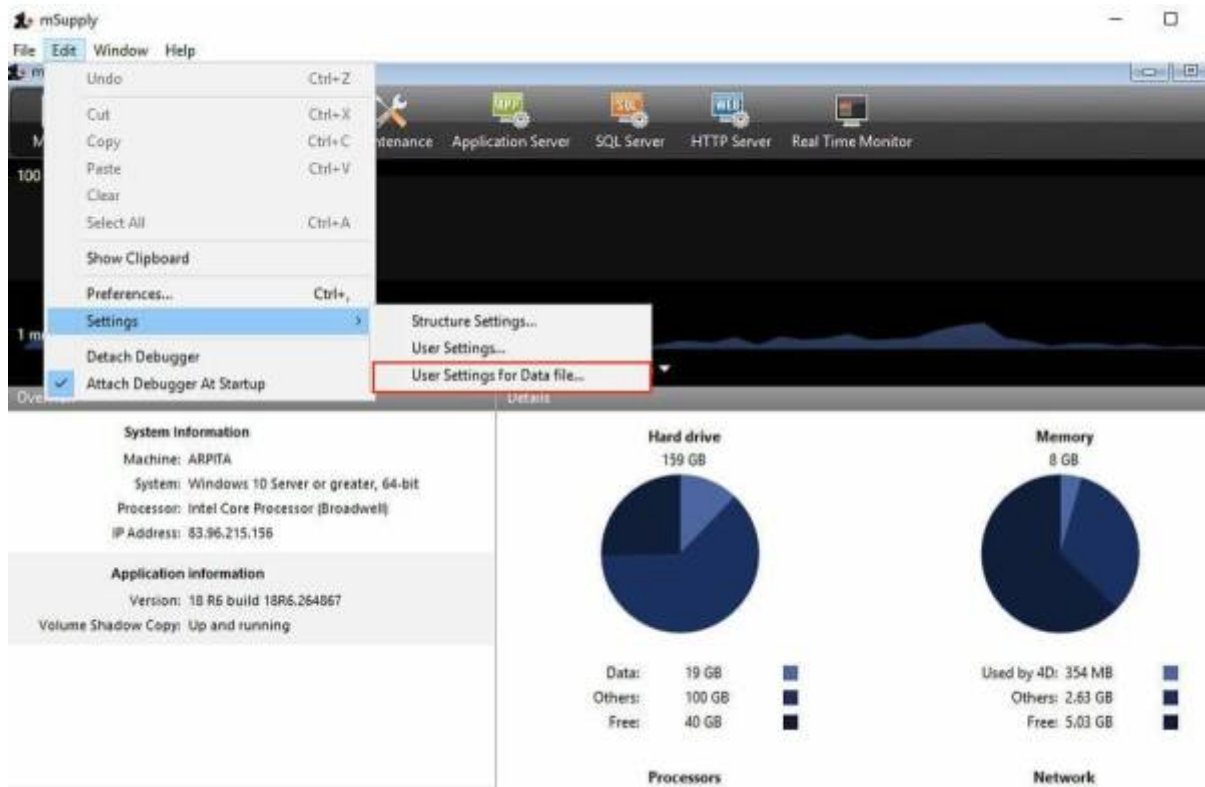 mSupply
File Edit Window Help
Undo Ctrl+Z
Cut Ctrl+X
Copy Ctrl+C
Paste Ctrl+V
Clear
Select All Ctrl+A
Show Clipboard
Preferences... Ctrl+,
Settings
Detach Debugger
Attach Debugger At Startup
Structure Settings...
User Settings...
User Settings for Data file...
Application Server SQL Server HTTP Server Real Time Monitor
100
Details
System Information
Machine: ARPITA
System: Windows 10 Server or greater, 64-bit
Processor: Intel Core Processor (Broadwell)
IP Address: 83.96.215.156
Application information
Version: 18 R6 build 18R6.264867
Volume Shadow Copy: Up and running
Hard drive
159 GB
Data: 19 GB
Others: 100 GB
Free: 40 GB
Processors
Memory
8 GB
Used by 4D: 354 MB
Others: 2.63 GB
Free: 5.03 GB
Network